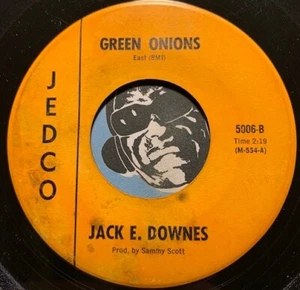 GREEN ONIONS
East (BMI)
JEDCO
5006-B
Time 2:19
(M-534-A)
JACK E. DOWNES
Prod. by Sammy Scott